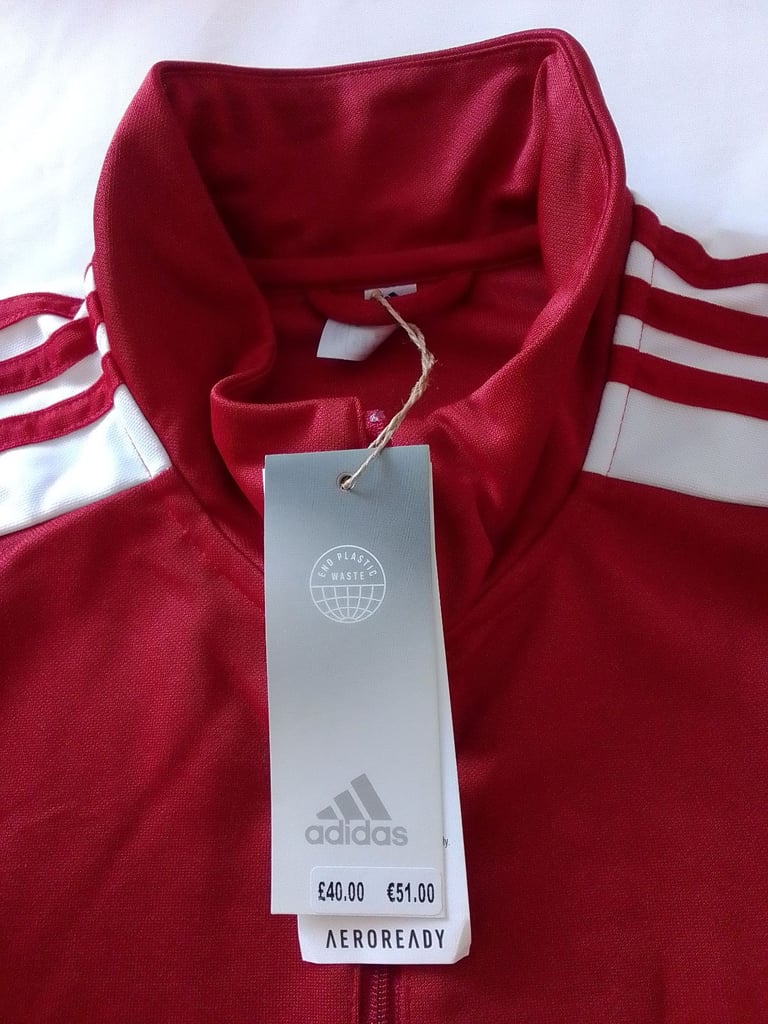 END PLASTIC
WASTE
adidas
£40.00 €51.00
AEROREADY